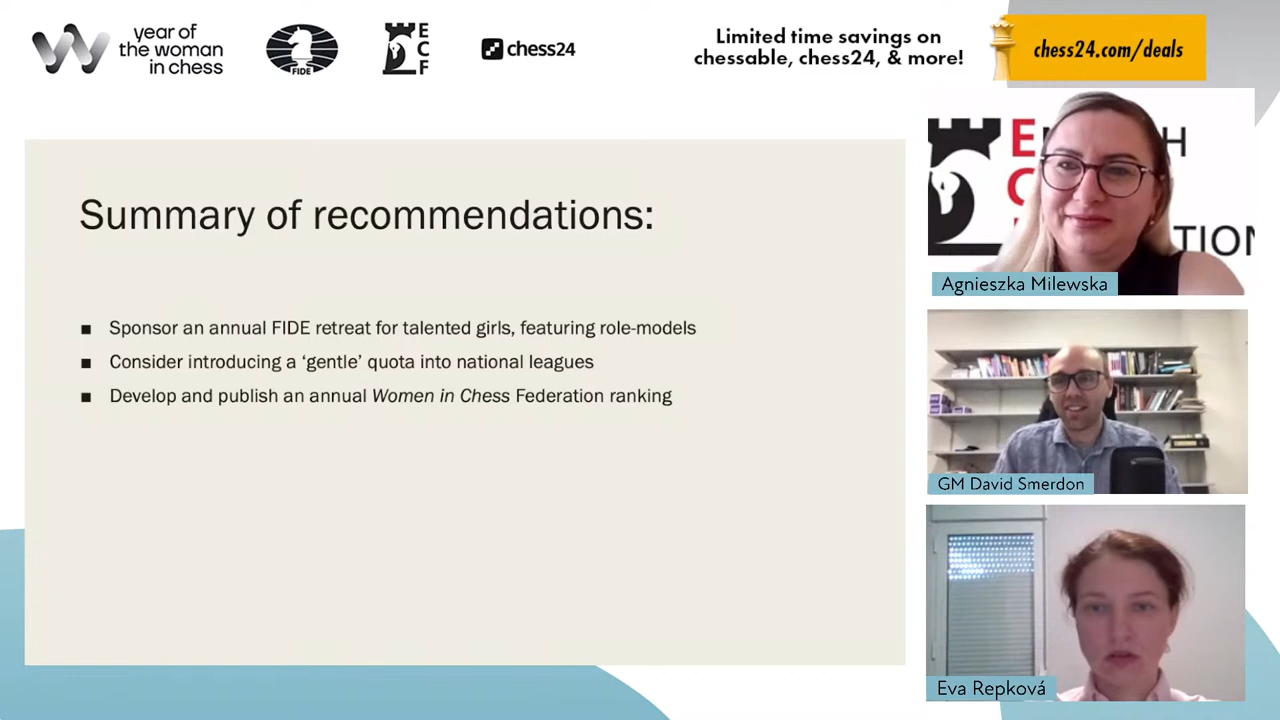 year of
the woman
in chess
FIDE
E
C
F
chess24
Limited time savings on
chessable, chess24, & more!
chess24.com/deals
Summary of recommendations:
■ Sponsor an annual FIDE retreat for talented girls, featuring role-models
■ Consider introducing a ‘gentle’ quota into national leagues
■ Develop and publish an annual Women in Chess Federation ranking
Agnieszka Milewska
GM David Smerdon
Eva Repková